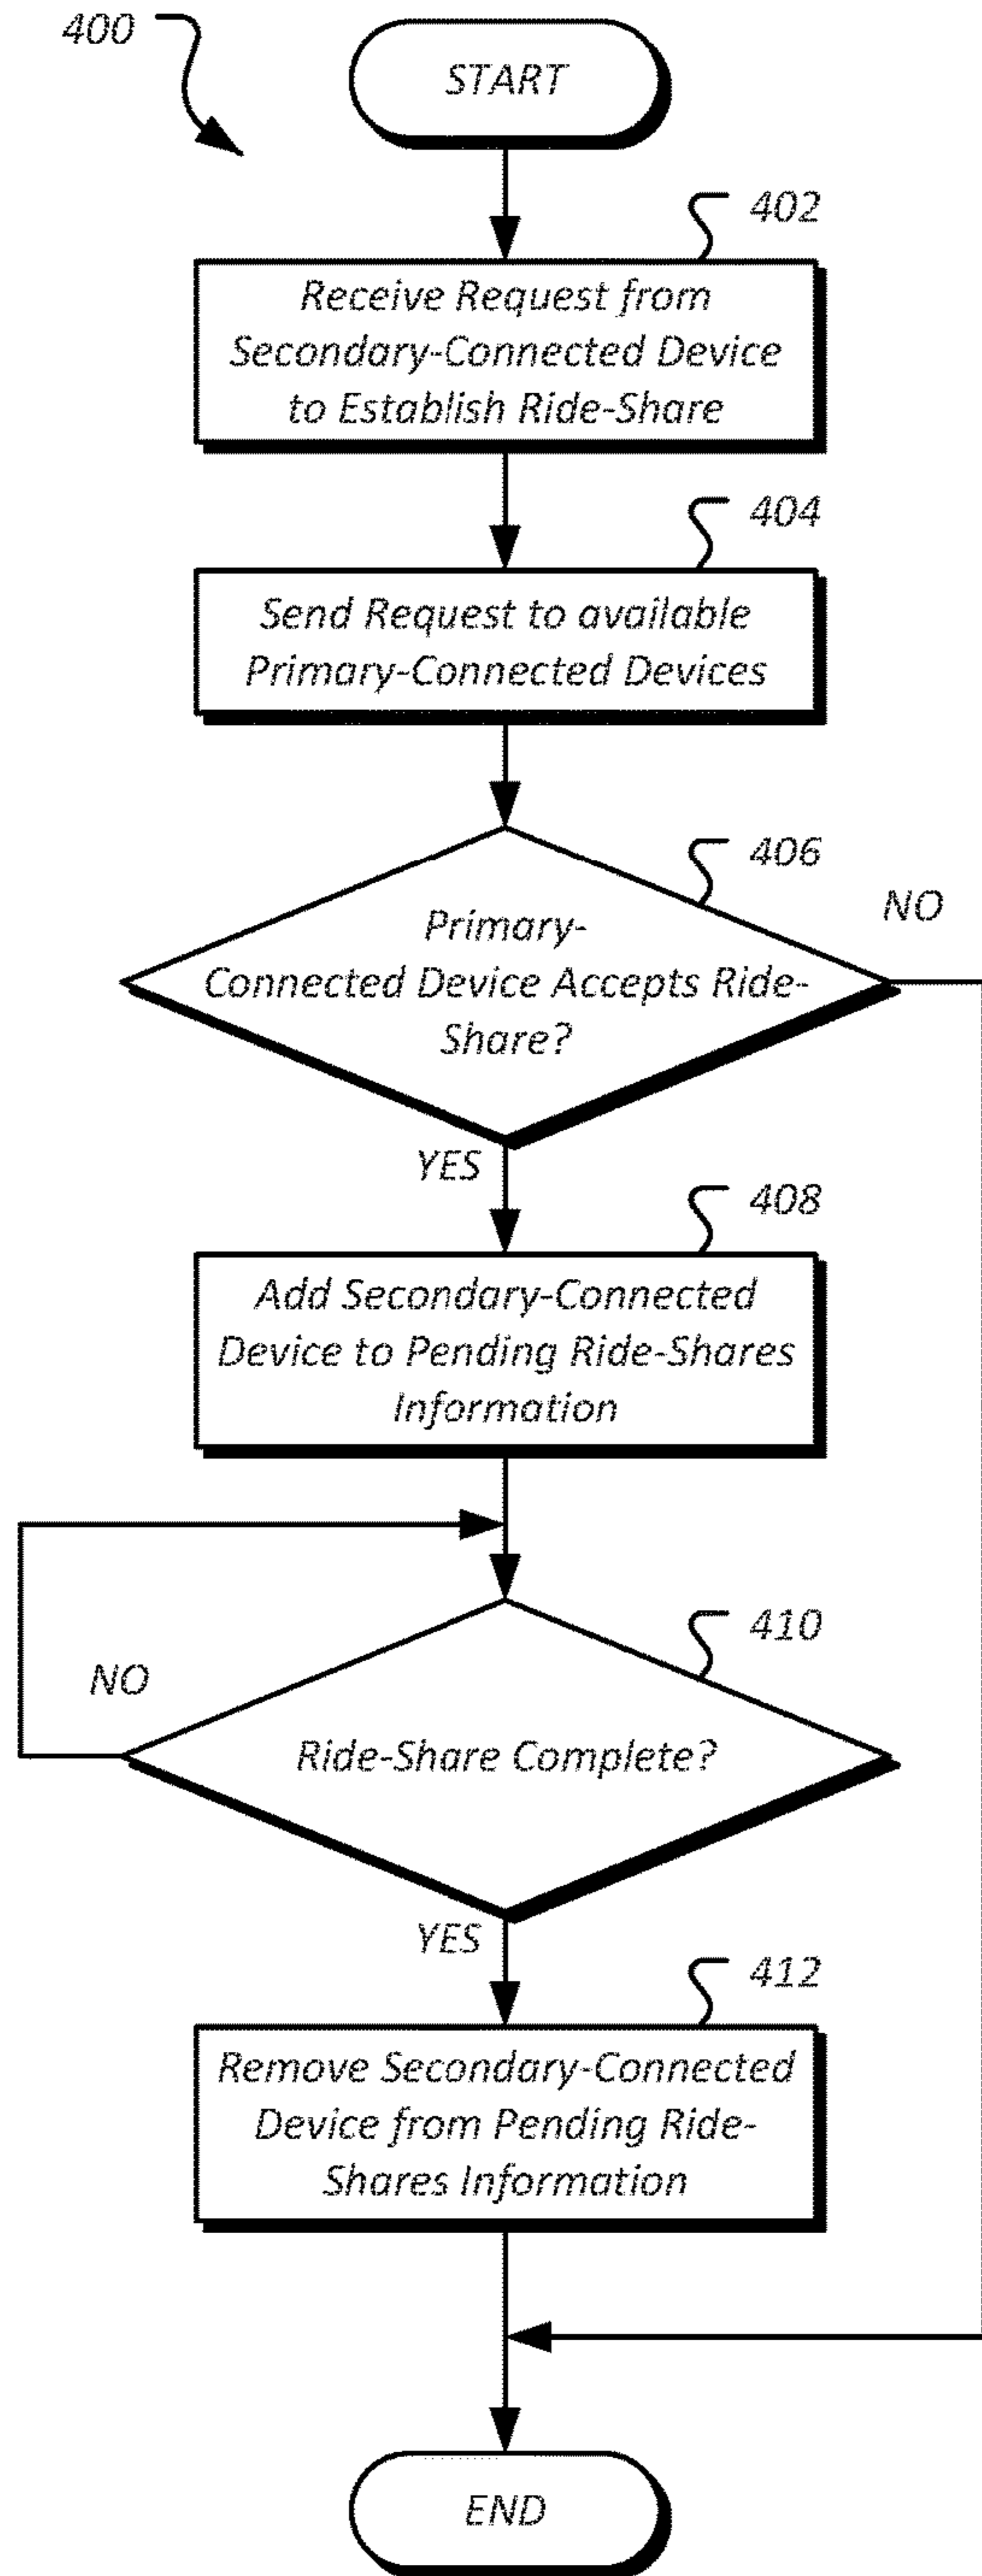 400
START
402
Receive Request from
Secondary-Connected Device
to Establish Ride-Share
404
Send Request to available
Primary-Connected Devices
406
NO
Primary-
Connected Device Accepts Ride-
Share?
YES
408
Add Secondary-Connected
Device to Pending Ride-Shares
Information
410
NO
Ride-Share Complete?
YES
412
Remove Secondary-Connected
Device from Pending Ride-
Shares Information
END